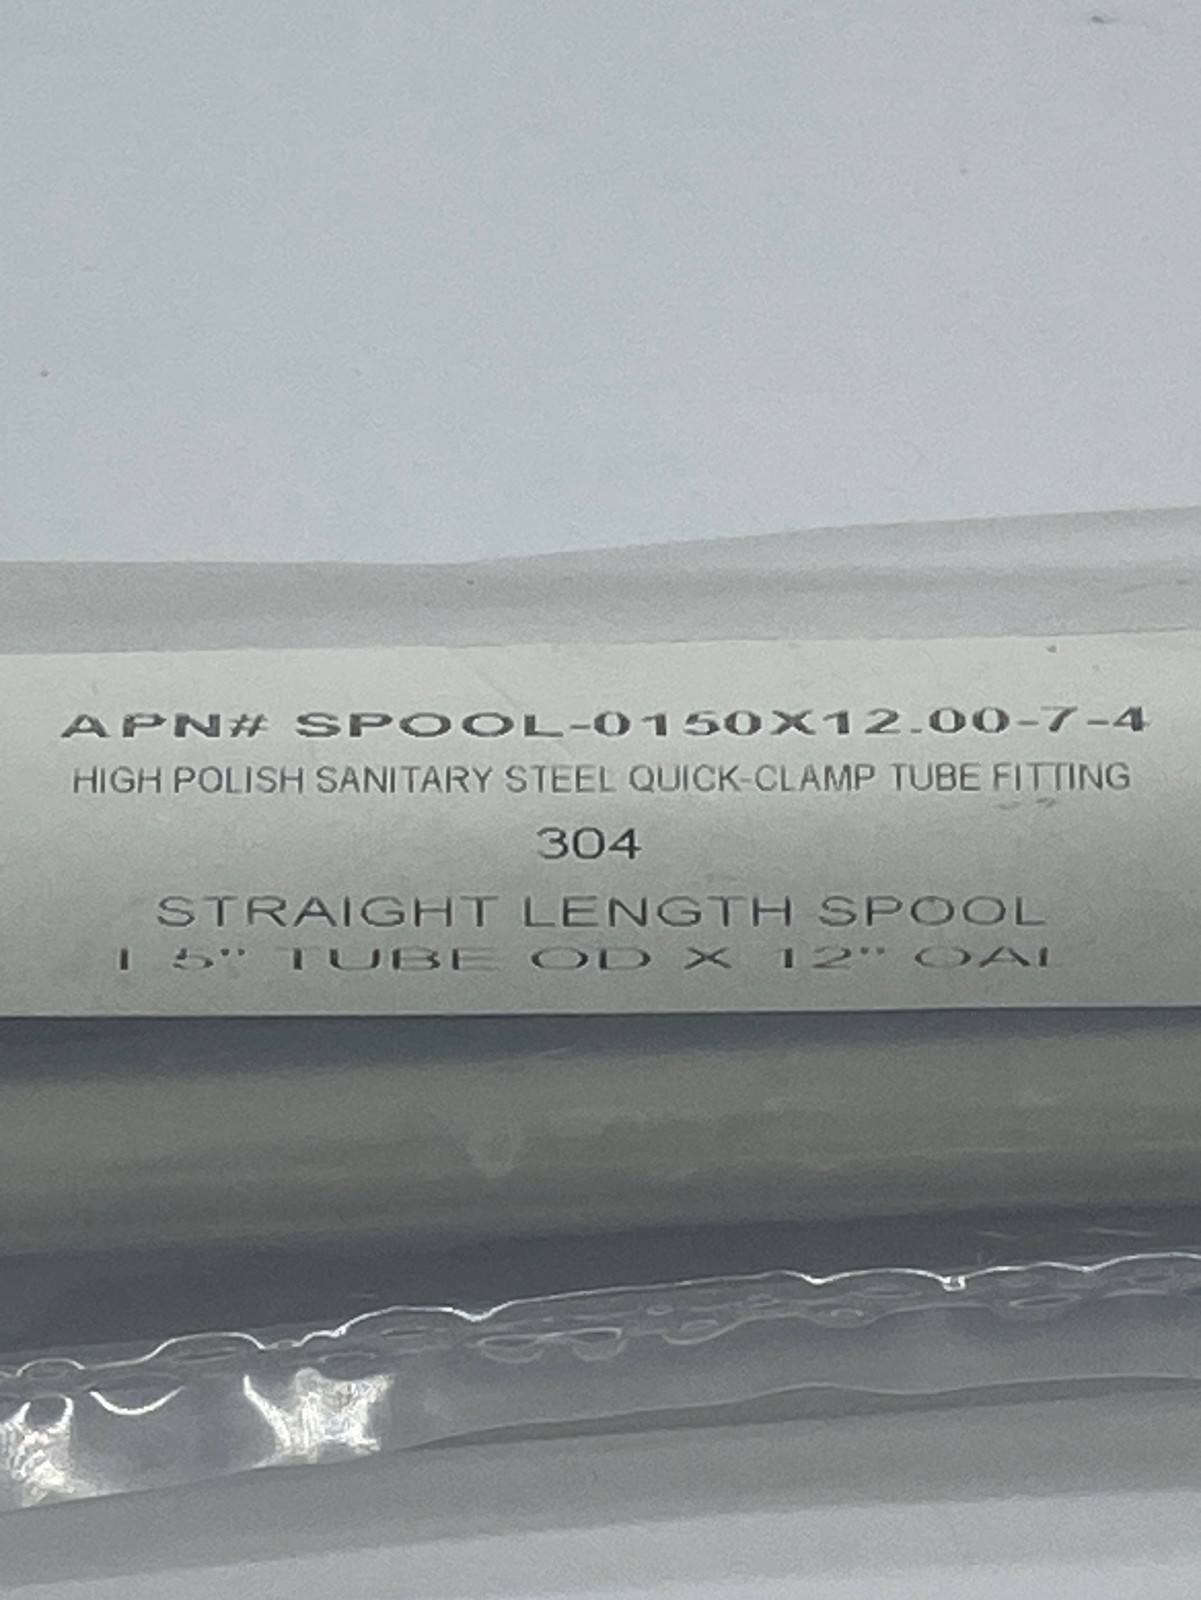 APN# SPOOL-0150X12.00-7-4
HIGH POLISH SANITARY STEEL QUICK-CLAMP TUBE FITTING
304
STRAIGHT LENGTH SPOOL
1.5" TUBE OD X 12" OAL